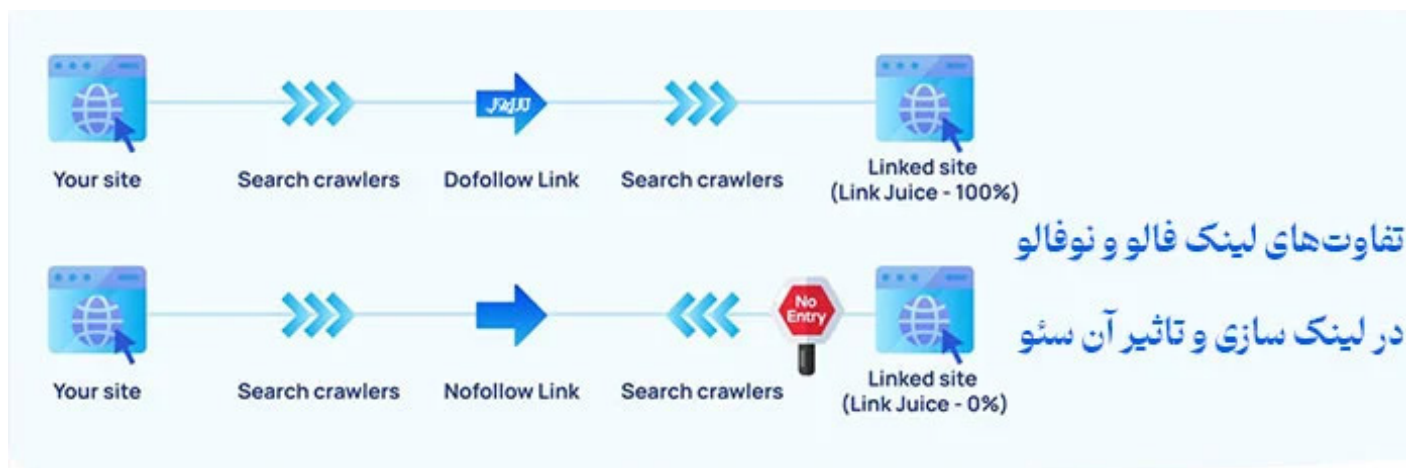 Your site
Search crawlers
Dofollow Link
Search crawlers
Linked site
(Link Juice - 100%)
تفاوت‌های لینک فالو و نوفالو
در لینک سازی و تاثیر آن سئو
No
Entry
Your site
Search crawlers
Nofollow Link
Search crawlers
Linked site
(Link Juice - 0%)